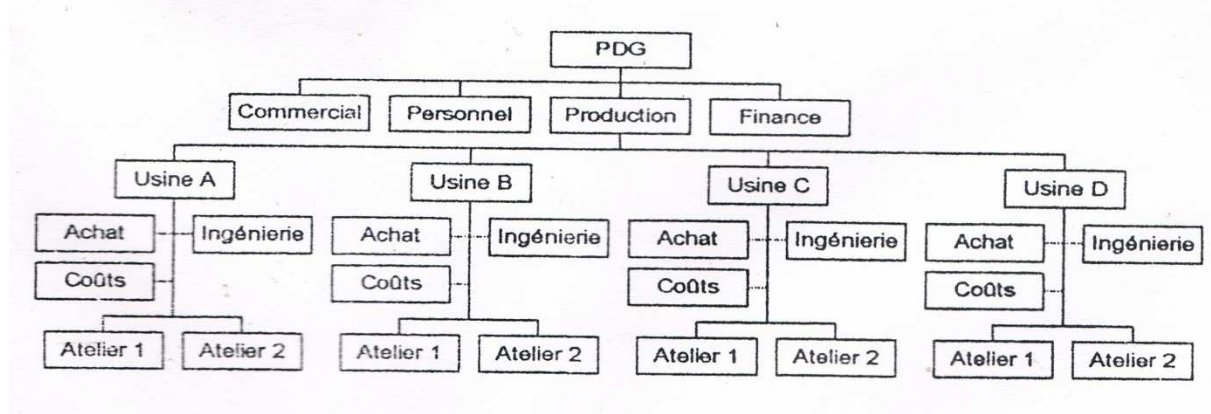 PDG
Commercial Personnel Production Finance
Usine A Usine B Usine C Usine D
Achat Ingénierie Achat Ingénierie Achat Ingénierie Achat Ingénierie
Coûts Coûts Coûts Coûts
Atelier 1 Atelier 2 Atelier 1 Atelier 2 Atelier 1 Atelier 2 Atelier 1 Atelier 2